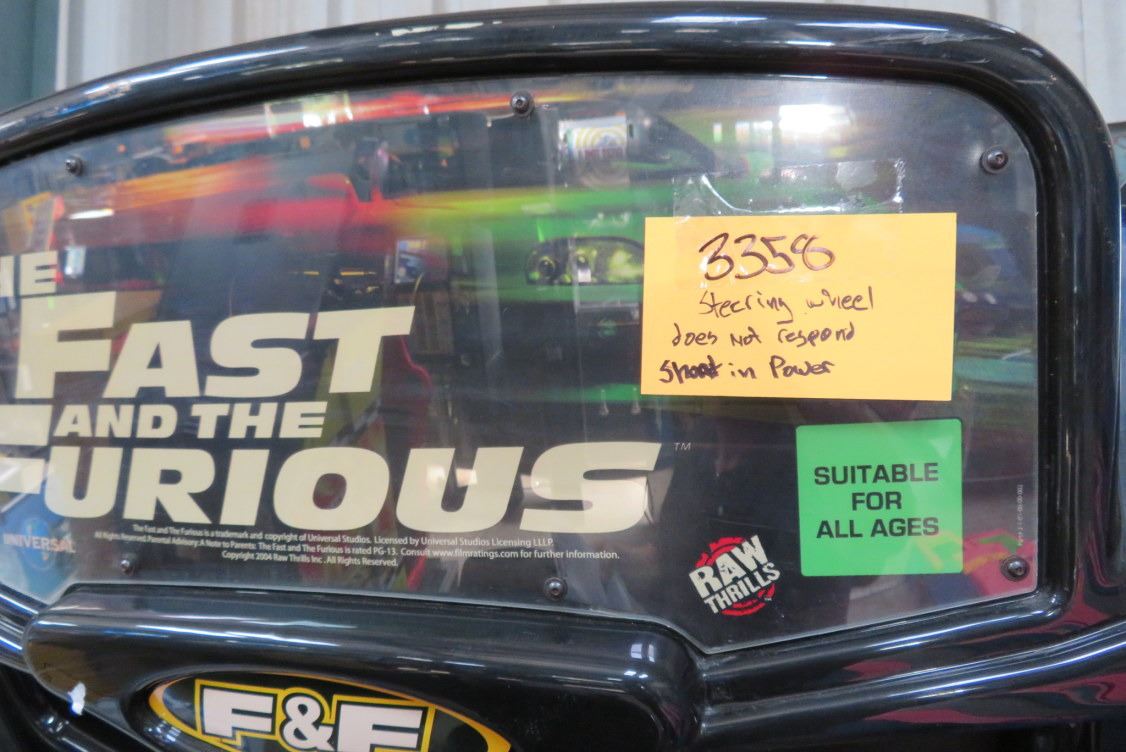 THE
FAST
AND THE
FURIOUS™
The Fast and The Furious is a trademark and copyright of Universal Studios. Licensed by Universal Studios Licensing LLLP.
All Rights Reserved. Parental Advisory: A Note to Parents: The Fast and The Furious is rated PG-13. Consult www.filmratings.com for further information.
Copyright 2004 Raw Thrills Inc. All Rights Reserved.
UNIVERSAL
3358
Steering wheel
does not respond
Short in Power
SUITABLE
FOR
ALL AGES
RAW
THRILLS
F&F